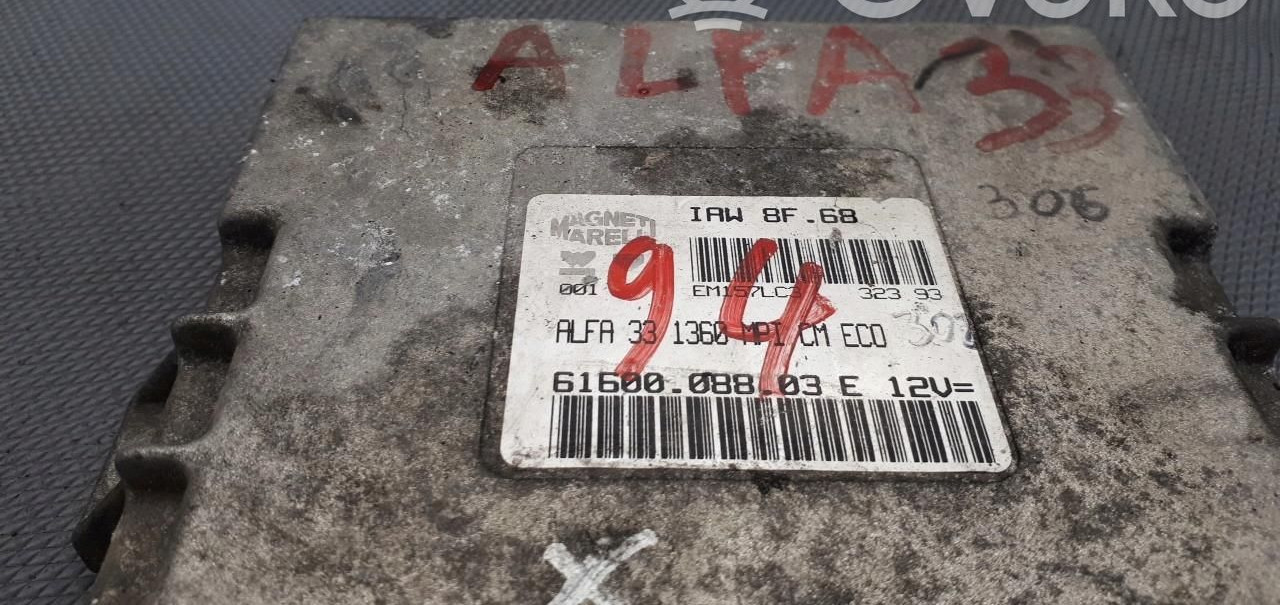 ALFA 33
306
IAW 8F.68
MAGNETI
MARELLI
94
001 EM157LC3 323 93
ALFA 33 1360 MPI CM ECO
61600.088.03 E 12V=
X